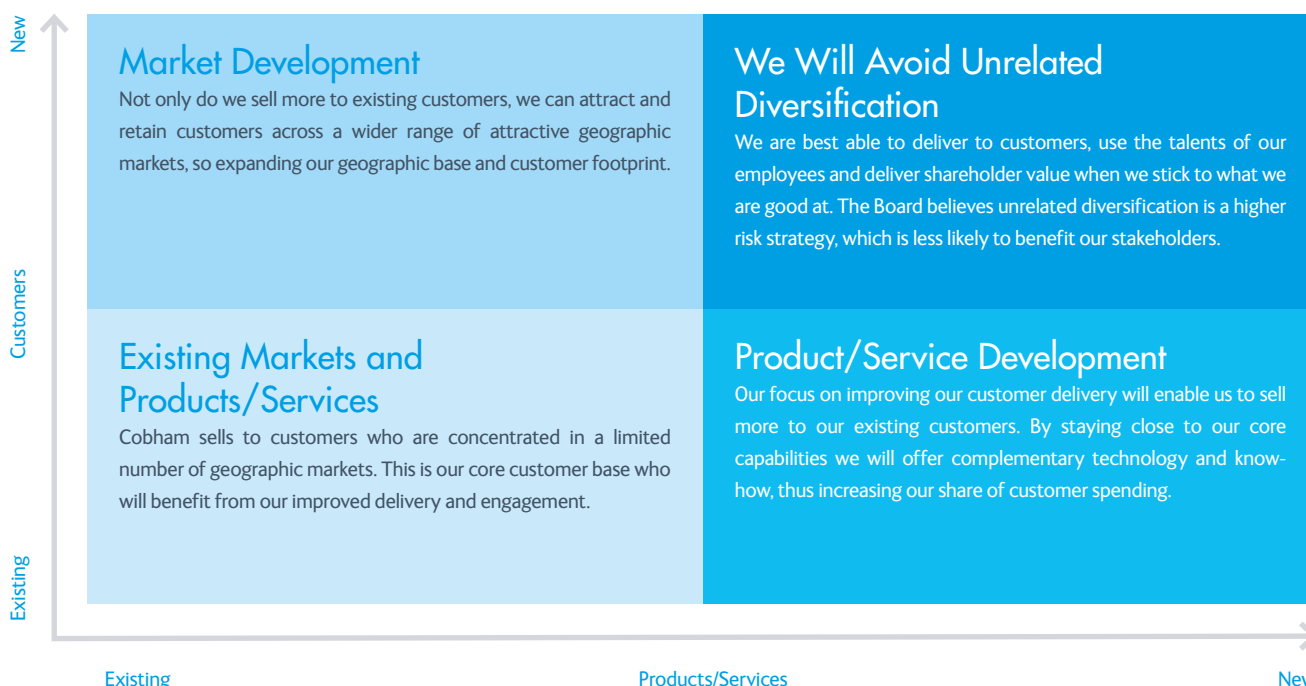 New
Market Development
Not only do we sell more to existing customers, we can attract and
retain customers across a wider range of attractive geographic
markets, so expanding our geographic base and customer footprint.
We Will Avoid Unrelated
Diversification
We are best able to deliver to customers, use the talents of our
employees and deliver shareholder value when we stick to what we
are good at. The Board believes unrelated diversification is a higher
risk strategy, which is less likely to benefit our stakeholders.
Customers
Existing Markets and
Products/Services
Cobham sells to customers who are concentrated in a limited
number of geographic markets. This is our core customer base who
will benefit from our improved delivery and engagement.
Product/Service Development
Our focus on improving our customer delivery will enable us to sell
more to our existing customers. By staying close to our core
capabilities we will offer complementary technology and know-
how, thus increasing our share of customer spending.
Existing
Existing
Products/Services
New